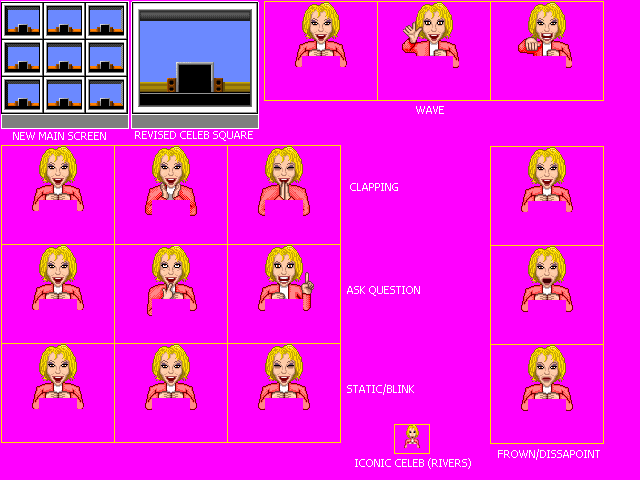 WAVE
NEW MAIN SCREEN
REVISED CELEB SQUARE
CLAPPING
ASK QUESTION
STATIC/BLINK
FROWN/DISSAPOINT
ICONIC CELEB (RIVERS)